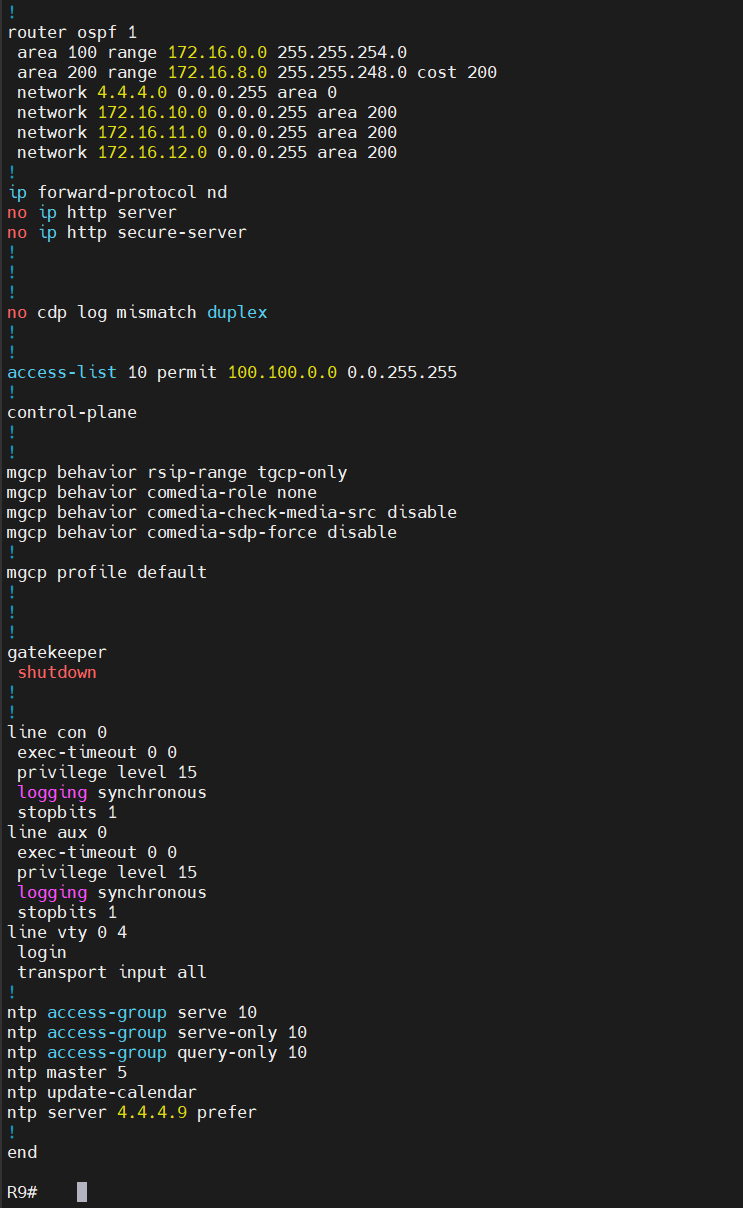 !
router ospf 1
 area 100 range 172.16.0.0 255.255.254.0
 area 200 range 172.16.8.0 255.255.248.0 cost 200
 network 4.4.4.0 0.0.0.255 area 0
 network 172.16.10.0 0.0.0.255 area 200
 network 172.16.11.0 0.0.0.255 area 200
 network 172.16.12.0 0.0.0.255 area 200
!
ip forward-protocol nd
no ip http server
no ip http secure-server
!
!
!
no cdp log mismatch duplex
!
!
access-list 10 permit 100.100.0.0 0.0.255.255
!
control-plane
!
!
mgcp behavior rsip-range tgcp-only
mgcp behavior comedia-role none
mgcp behavior comedia-check-media-src disable
mgcp behavior comedia-sdp-force disable
!
mgcp profile default
!
!
!
gatekeeper
 shutdown
!
!
line con 0
 exec-timeout 0 0
 privilege level 15
 logging synchronous
 stopbits 1
line aux 0
 exec-timeout 0 0
 privilege level 15
 logging synchronous
 stopbits 1
line vty 0 4
 login
 transport input all
!
ntp access-group serve 10
ntp access-group serve-only 10
ntp access-group query-only 10
ntp master 5
ntp update-calendar
ntp server 4.4.4.9 prefer
!
end

R9#